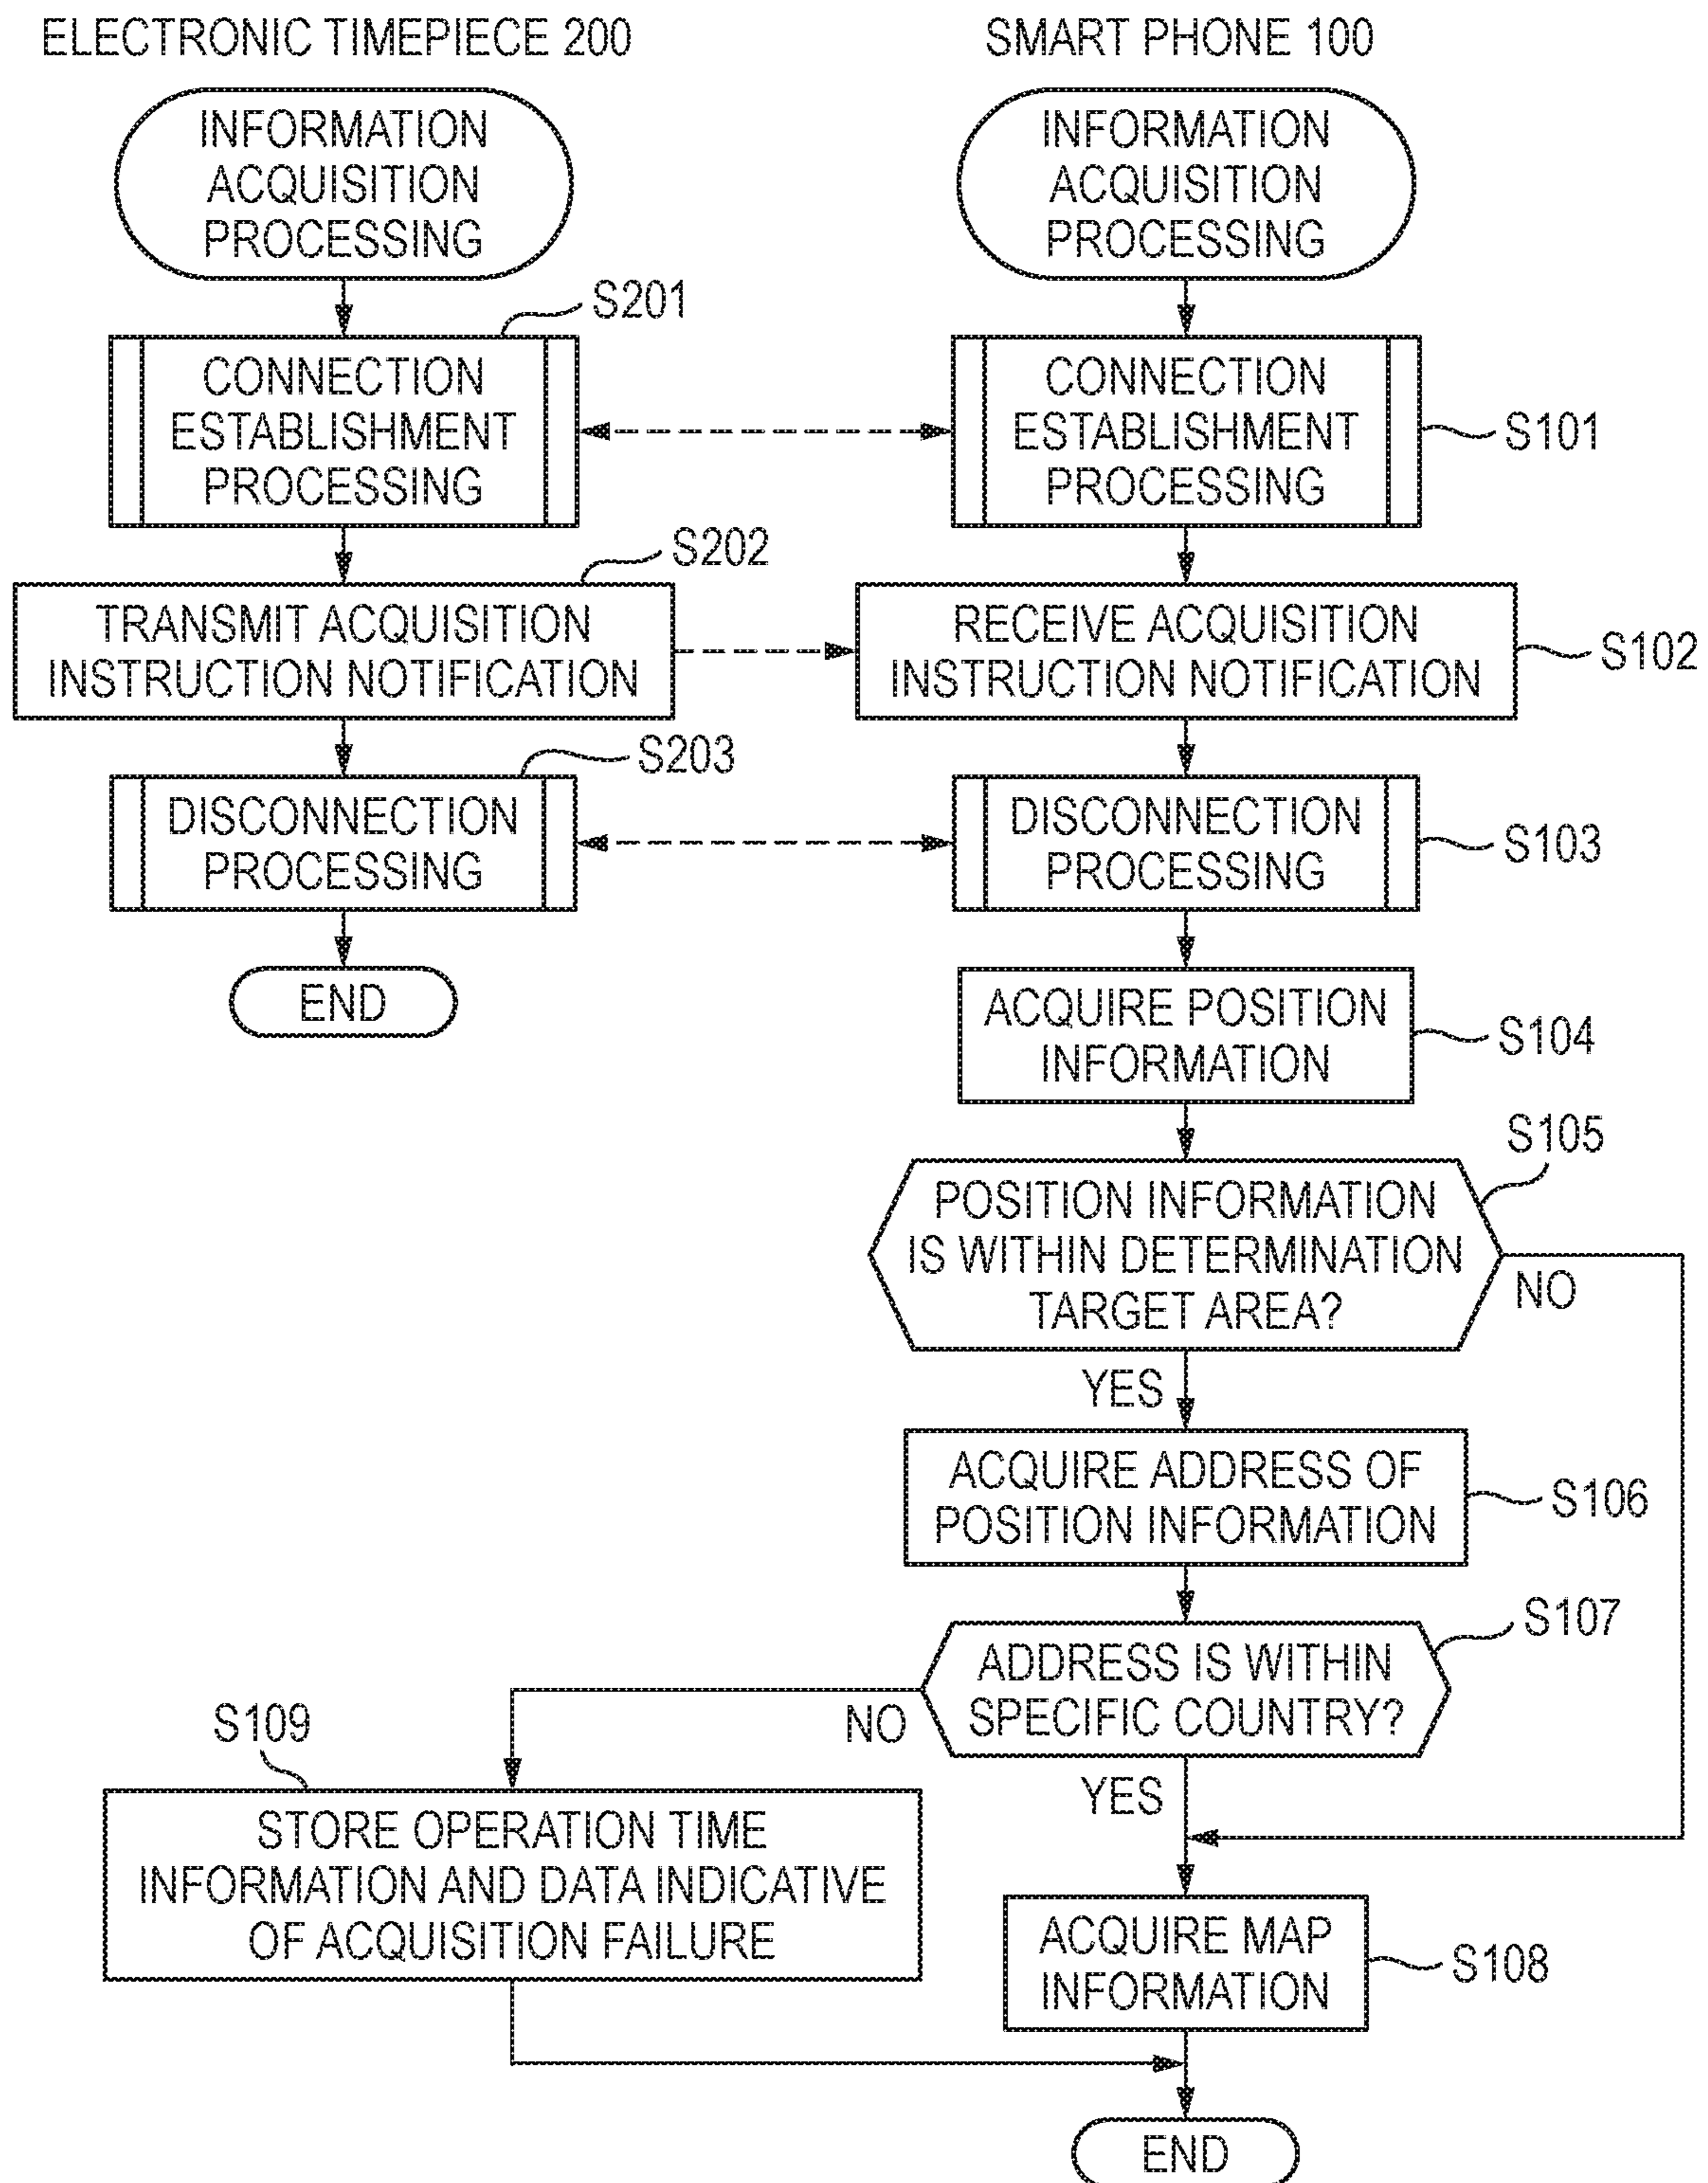 ELECTRONIC TIMEPIECE 200
SMART PHONE 100
INFORMATION
ACQUISITION
PROCESSING
INFORMATION
ACQUISITION
PROCESSING
S201
CONNECTION
ESTABLISHMENT
PROCESSING
CONNECTION
ESTABLISHMENT
PROCESSING
S101
S202
TRANSMIT ACQUISITION
INSTRUCTION NOTIFICATION
RECEIVE ACQUISITION
INSTRUCTION NOTIFICATION
S102
S203
DISCONNECTION
PROCESSING
DISCONNECTION
PROCESSING
S103
END
ACQUIRE POSITION
INFORMATION
S104
S105
POSITION INFORMATION
IS WITHIN DETERMINATION
TARGET AREA?
NO
YES
ACQUIRE ADDRESS OF
POSITION INFORMATION
S106
S107
ADDRESS IS WITHIN
SPECIFIC COUNTRY?
NO
YES
S109
STORE OPERATION TIME
INFORMATION AND DATA INDICATIVE
OF ACQUISITION FAILURE
ACQUIRE MAP
INFORMATION
S108
END